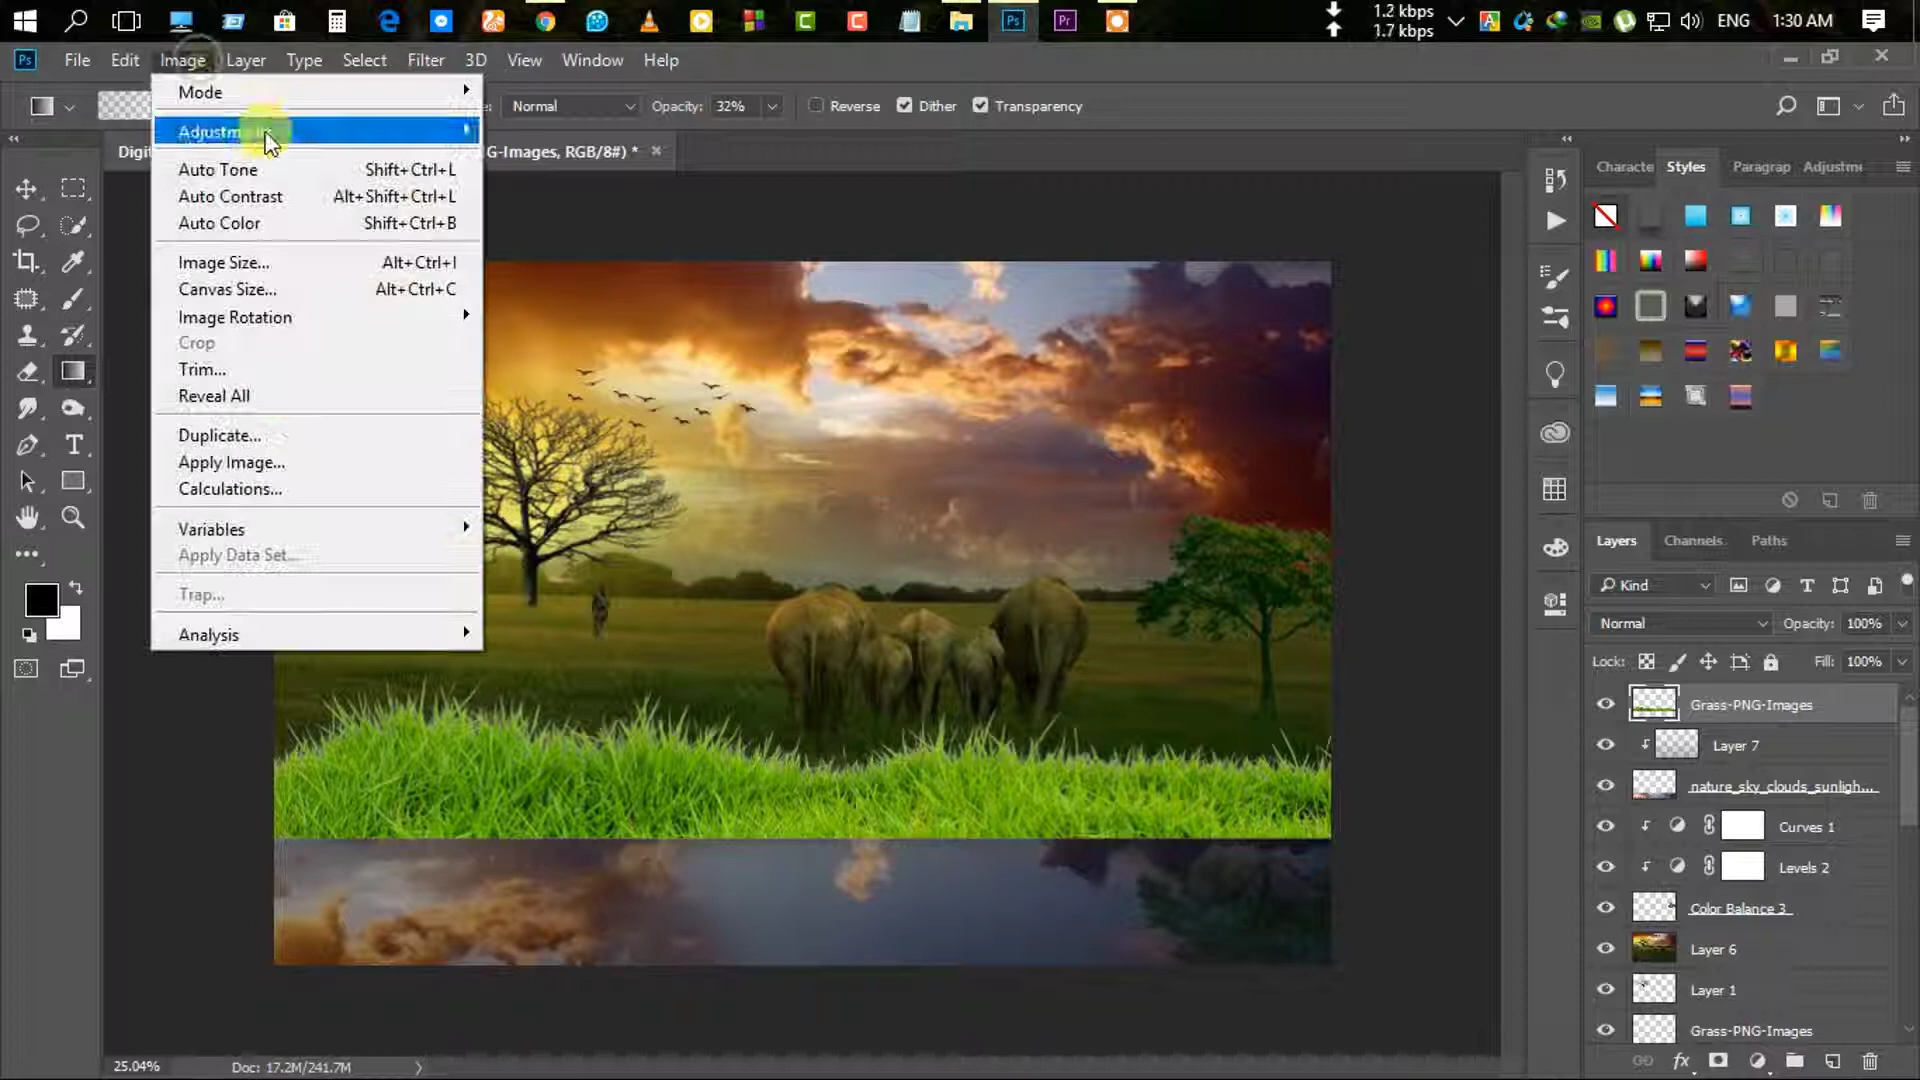 1.2 kbps
1.7 kbps
ENG
1:30 AM
Ps
File Edit Image Layer Type Select Filter 3D View Window Help
Normal Opacity: 32% Reverse Dither Transparency
Mode
Auto Tone Shift+Ctrl+L
Auto Contrast Alt+Shift+Ctrl+L
Auto Color Shift+Ctrl+B
Image Size... Alt+Ctrl+I
Canvas Size... Alt+Ctrl+C
Image Rotation
Crop
Trim...
Reveal All
Duplicate...
Apply Image...
Calculations...
Variables
Apply Data Set...
Trap...
Analysis
G-Images, RGB/8#) *
Characte Styles Paragrap Adjustme
Layers Channels Paths
Kind
Normal Opacity: 100%
Lock: Fill: 100%
Grass-PNG-Images
Layer 7
nature_sky_clouds_sunligh...
Curves 1
Levels 2
Color Balance 3
Layer 6
Layer 1
Grass-PNG-Images
25.04% Doc: 17.2M/241.7M